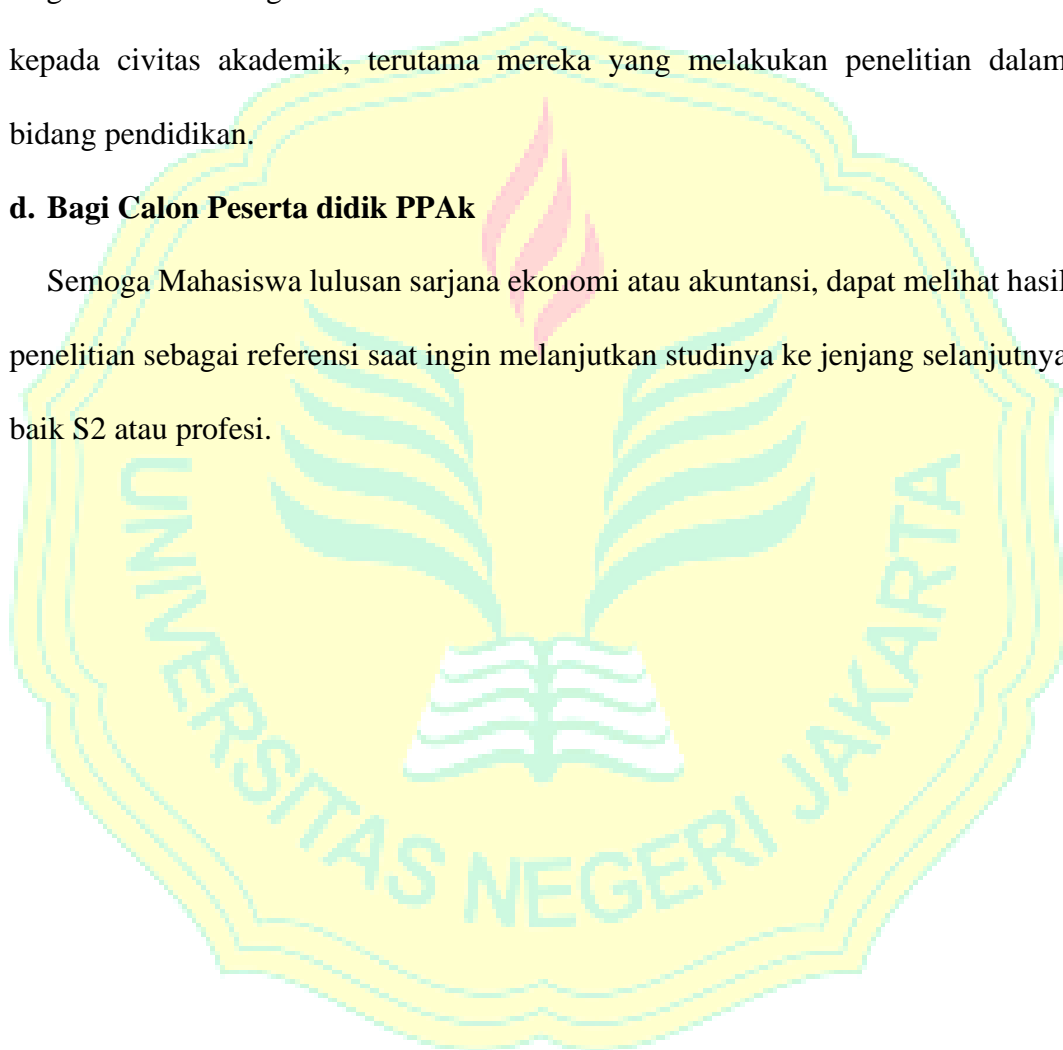 kepada civitas akademik, terutama mereka yang melakukan penelitian dalam
bidang pendidikan.
d. Bagi Calon Peserta didik PPAk
Semoga Mahasiswa lulusan sarjana ekonomi atau akuntansi, dapat melihat hasil
penelitian sebagai referensi saat ingin melanjutkan studinya ke jenjang selanjutnya
baik S2 atau profesi.
UNIVERSITAS NEGERI JAKARTA